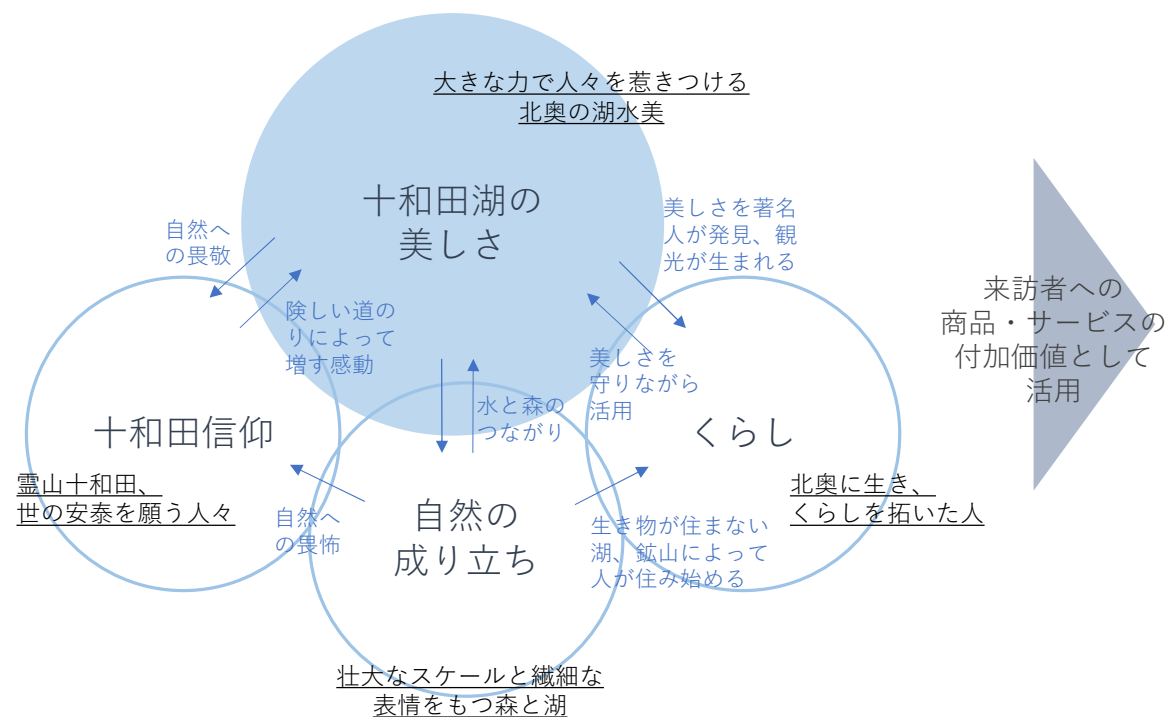 大きな力で人々を惹きつける
北奥の湖水美
十和田湖の
美しさ
自然へ
の畏敬
険しい道の
りによって
増す感動
美しさを著名
人が発見、観
光が生まれる
美しさを
守りながら
活用
水と森の
つながり
十和田信仰
霊山十和田、
世の安泰を願う人々
くらし
北奥に生き、
くらしを拓いた人
自然へ
の畏怖
自然の
成り立ち
生き物が住まない
湖、鉱山によって
人が住み始める
壮大なスケールと繊細な
表情をもつ森と湖
来訪者への
商品・サービスの
付加価値として
活用